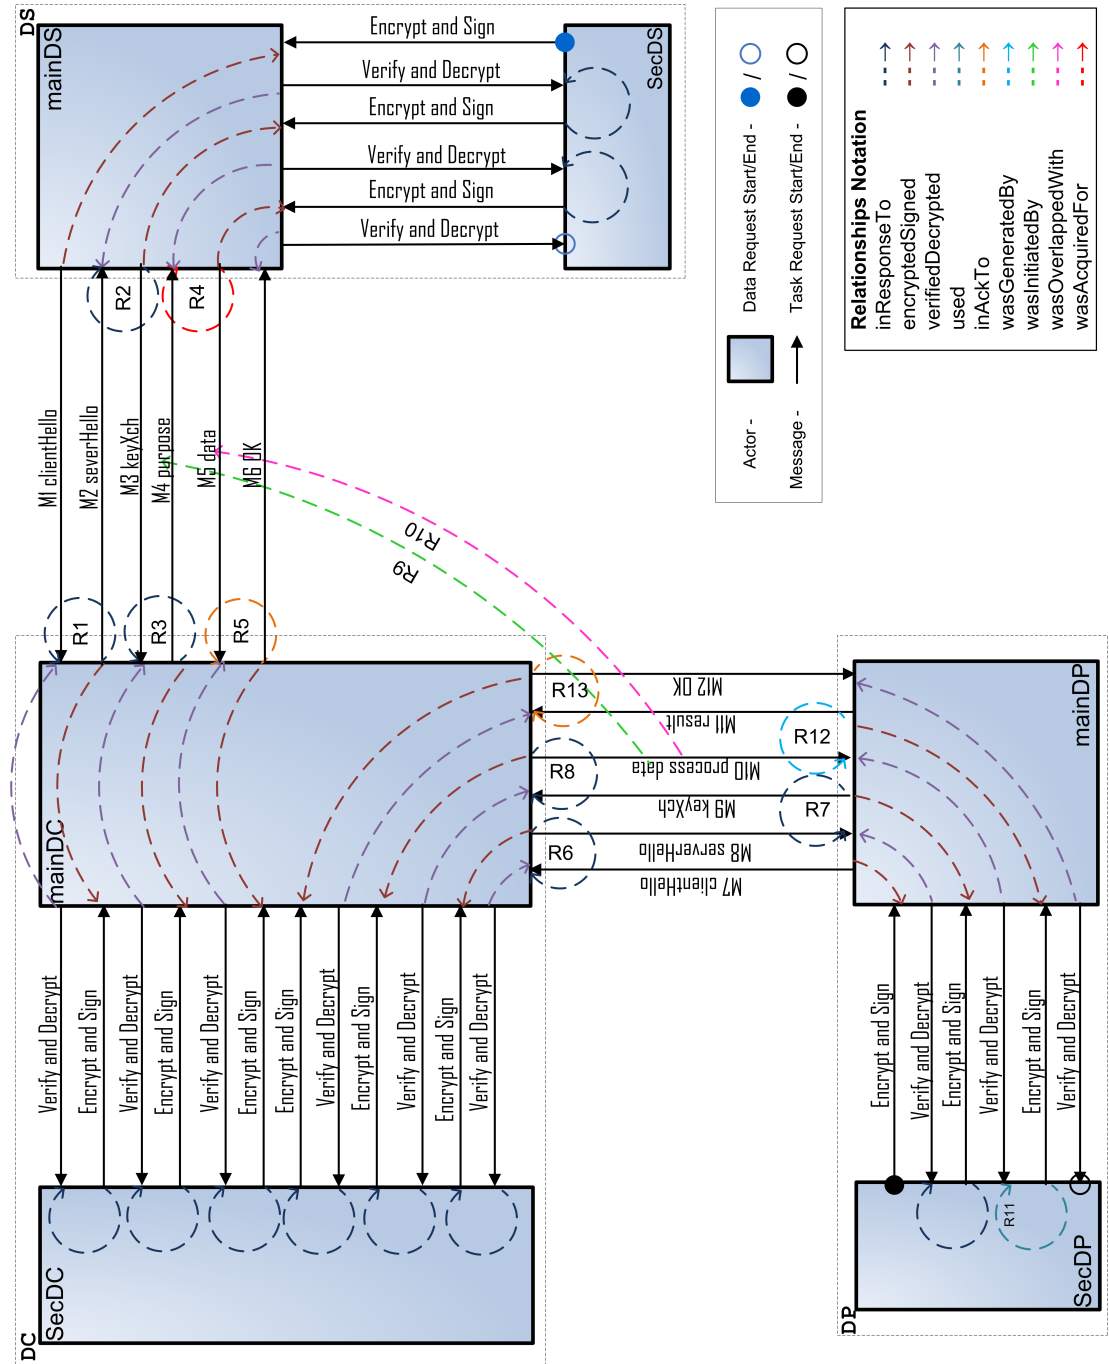 DS
mainDS
Encrypt and Sign
Verify and Decrypt
Encrypt and Sign
Verify and Decrypt
Encrypt and Sign
Verify and Decrypt
SecDS
Actor -
Data Request Start/End - /
Message -
Task Request Start/End - /
Relationships Notation
inResponseTo
encryptedSigned
verifiedDecrypted
used
inAckTo
wasGeneratedBy
wasInitiatedBy
wasOverlappedWith
wasAcquiredFor
R2
R4
M1 clientHello
M2 severHello
M3 keyXch
M4 purpose
M5 data
M6 OK
R10
R9
R1
R3
R5
mainDC
R13
R8
R6
M12 OK
M11 result
M10 process data
M9 keyXch
M8 serverHello
M7 clientHello
R12
R7
mainDP
Verify and Decrypt
Encrypt and Sign
Verify and Decrypt
Encrypt and Sign
Verify and Decrypt
Encrypt and Sign
Encrypt and Sign
Verify and Decrypt
Encrypt and Sign
Verify and Decrypt
Encrypt and Sign
Verify and Decrypt
Encrypt and Sign
Verify and Decrypt
Encrypt and Sign
Verify and Decrypt
Encrypt and Sign
Verify and Decrypt
SecDC
DC
R11
SecDP
DP